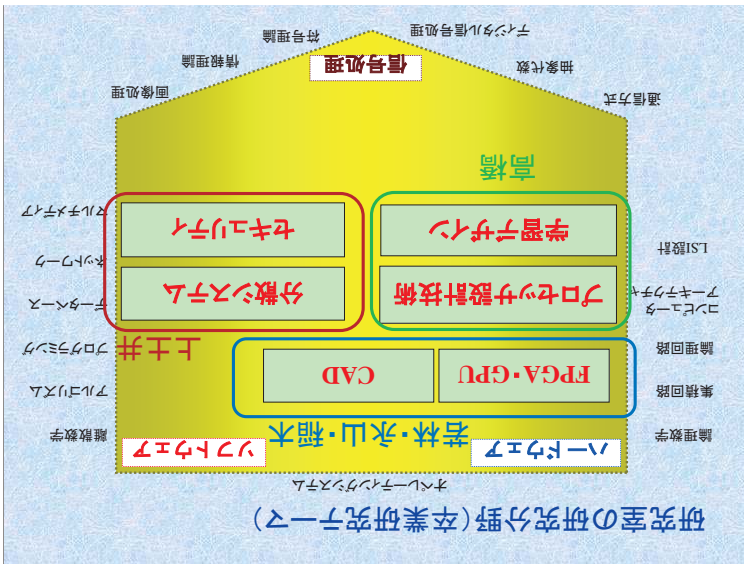 研究室の研究分野(卒業研究テーマ)
オペレーティングシステム
ハードウェア
若林・永山・稲木
ソフトウェア
論理数学
離散数学
集積回路
FPGA・GPU
CAD
アルゴリズム
論理回路
上土井
プログラミング
コンピュータ
アーキテクチャ
プロセッサ設計技術
分散システム
データベース
ネットワーク
LSI設計
学習デザイン
セキュリティ
マルチメディア
高橋
通信方式
画像処理
抽象代数
信号処理
情報理論
ディジタル信号処理
符号理論